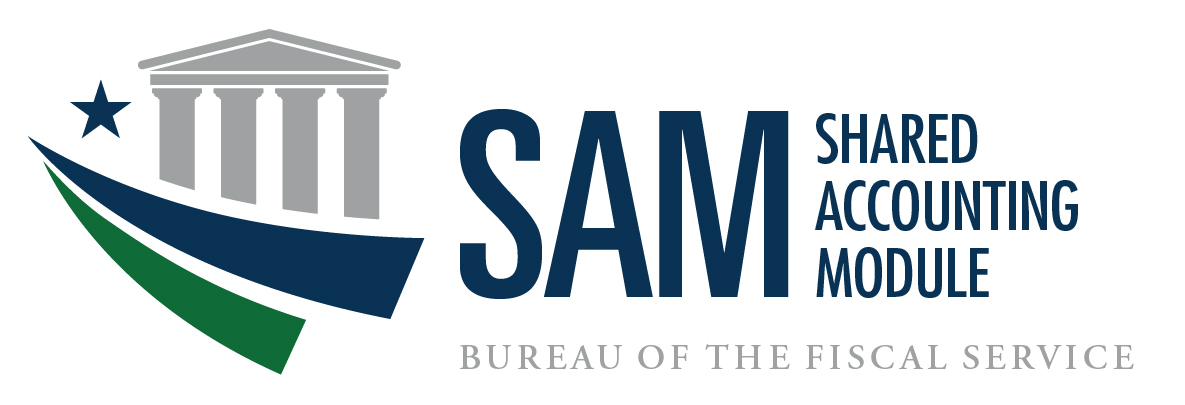 SAM
SHARED
ACCOUNTING
MODULE
BUREAU OF THE FISCAL SERVICE